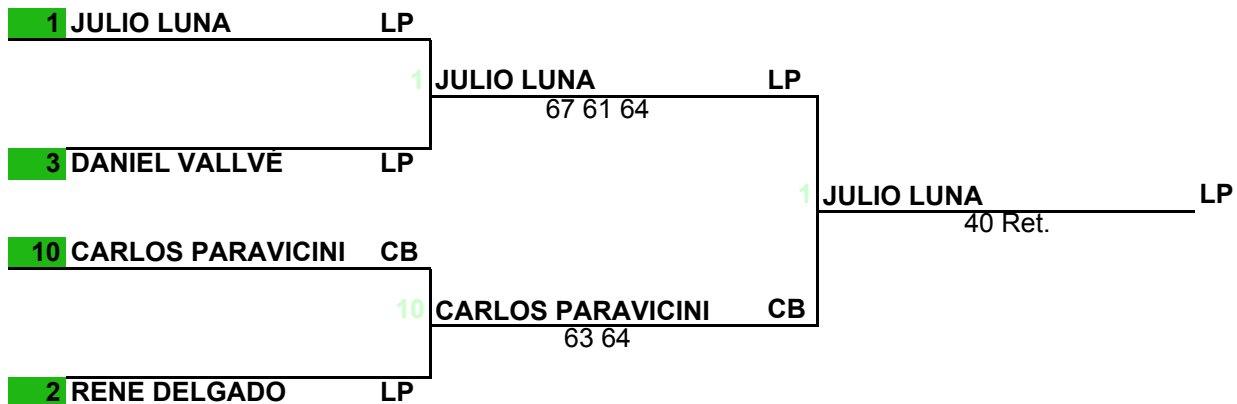 1 JULIO LUNA LP
1 JULIO LUNA LP
67 61 64
3 DANIEL VALLVÉ LP
1 JULIO LUNA LP
40 Ret.
10 CARLOS PARAVICINI CB
10 CARLOS PARAVICINI CB
63 64
2 RENE DELGADO LP